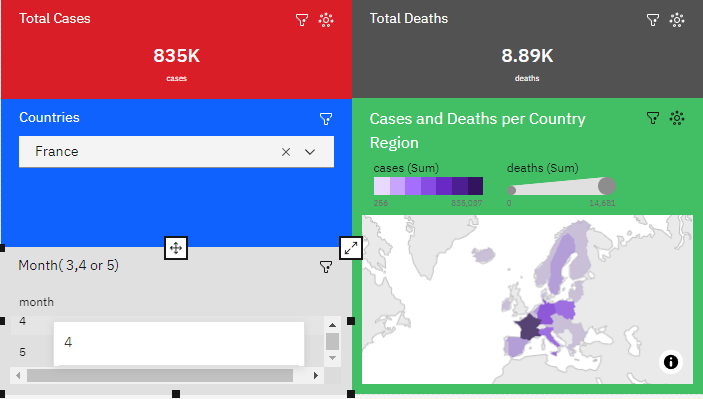 Total Cases
835K
cases
Total Deaths
8.89K
deaths
Countries
France
Cases and Deaths per Country
Region
cases (Sum)
deaths (Sum)
256
0
14,681
Month( 3,4 or 5)
month
4
4
5